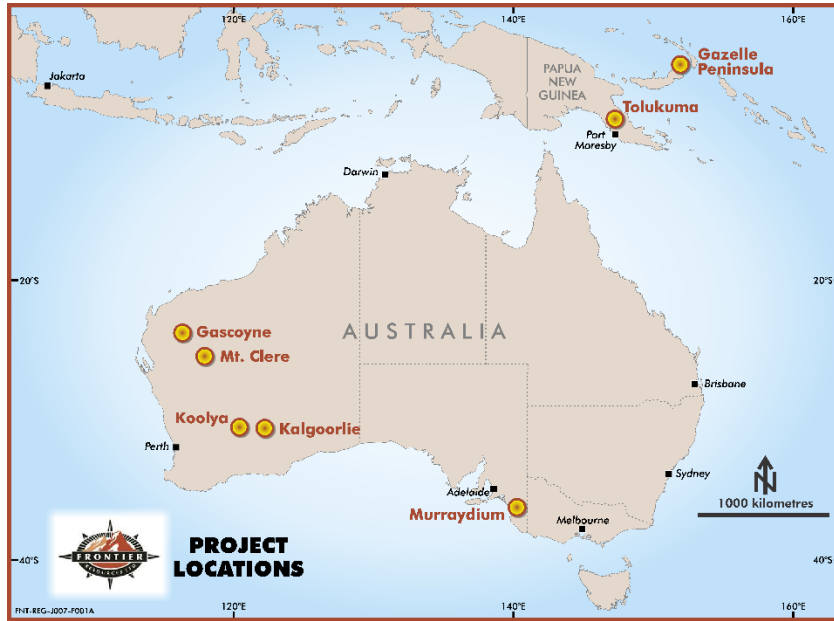 120°E
140°E
160°E
Jakarta
PAPUA
NEW
GUINEA
Gazelle
Peninsula
Tolukuma
Port
Moresby
Darwin
20°S
20°S
Gascoyne
AUSTRALIA
Mt. Clere
Brisbane
Koolya
Kalgoorlie
Perth
Adelaide
Sydney
N
1000 kilometres
Murraydium
Melbourne
FRONTIER
RESOURCES LTD
PROJECT
LOCATIONS
40°S
40°S
FNT-REG-J007-F001A
120°E
140°E
160°E